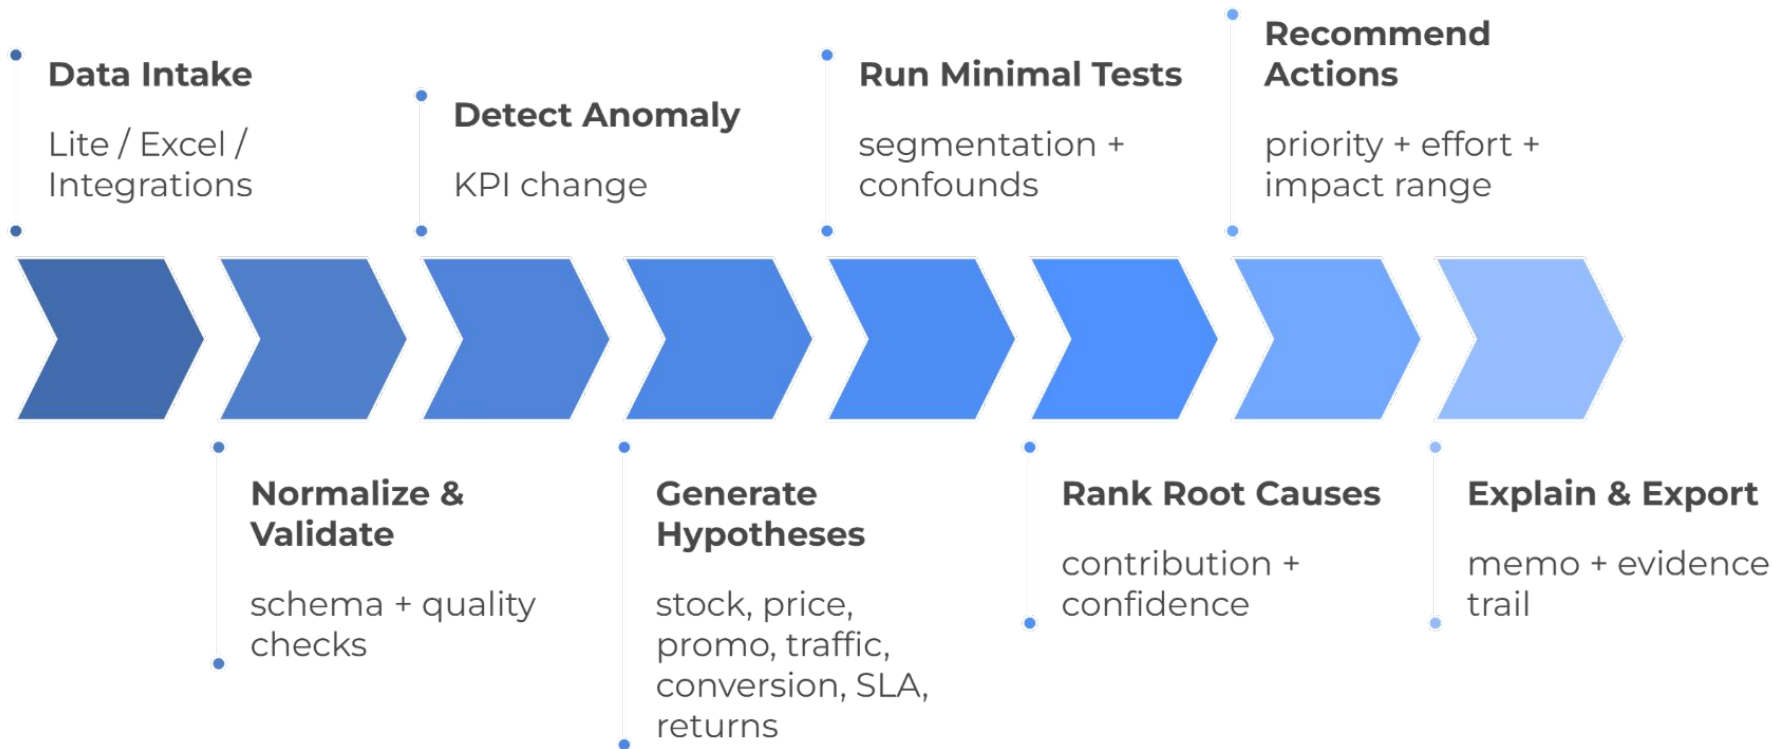 Data Intake
Lite / Excel /
Integrations
Normalize &
Validate
schema + quality
checks
Detect Anomaly
KPI change
Generate
Hypotheses
stock, price,
promo, traffic,
conversion, SLA,
returns
Run Minimal Tests
segmentation +
confounds
Rank Root Causes
contribution +
confidence
Recommend
Actions
priority + effort +
impact range
Explain & Export
memo + evidence
trail